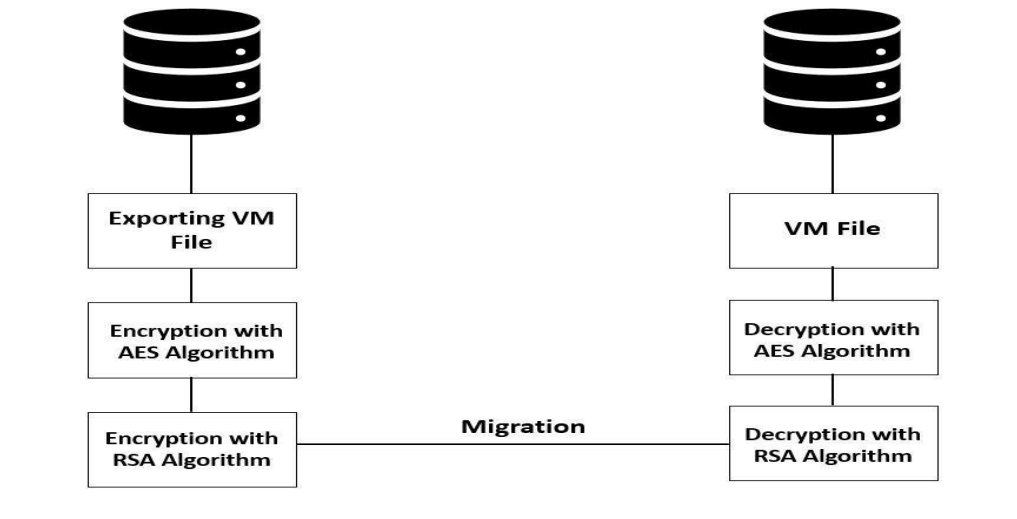 Exporting VM
File
Encryption with
AES Algorithm
Encryption with
RSA Algorithm
Migration
VM File
Decryption with
AES Algorithm
Decryption with
RSA Algorithm